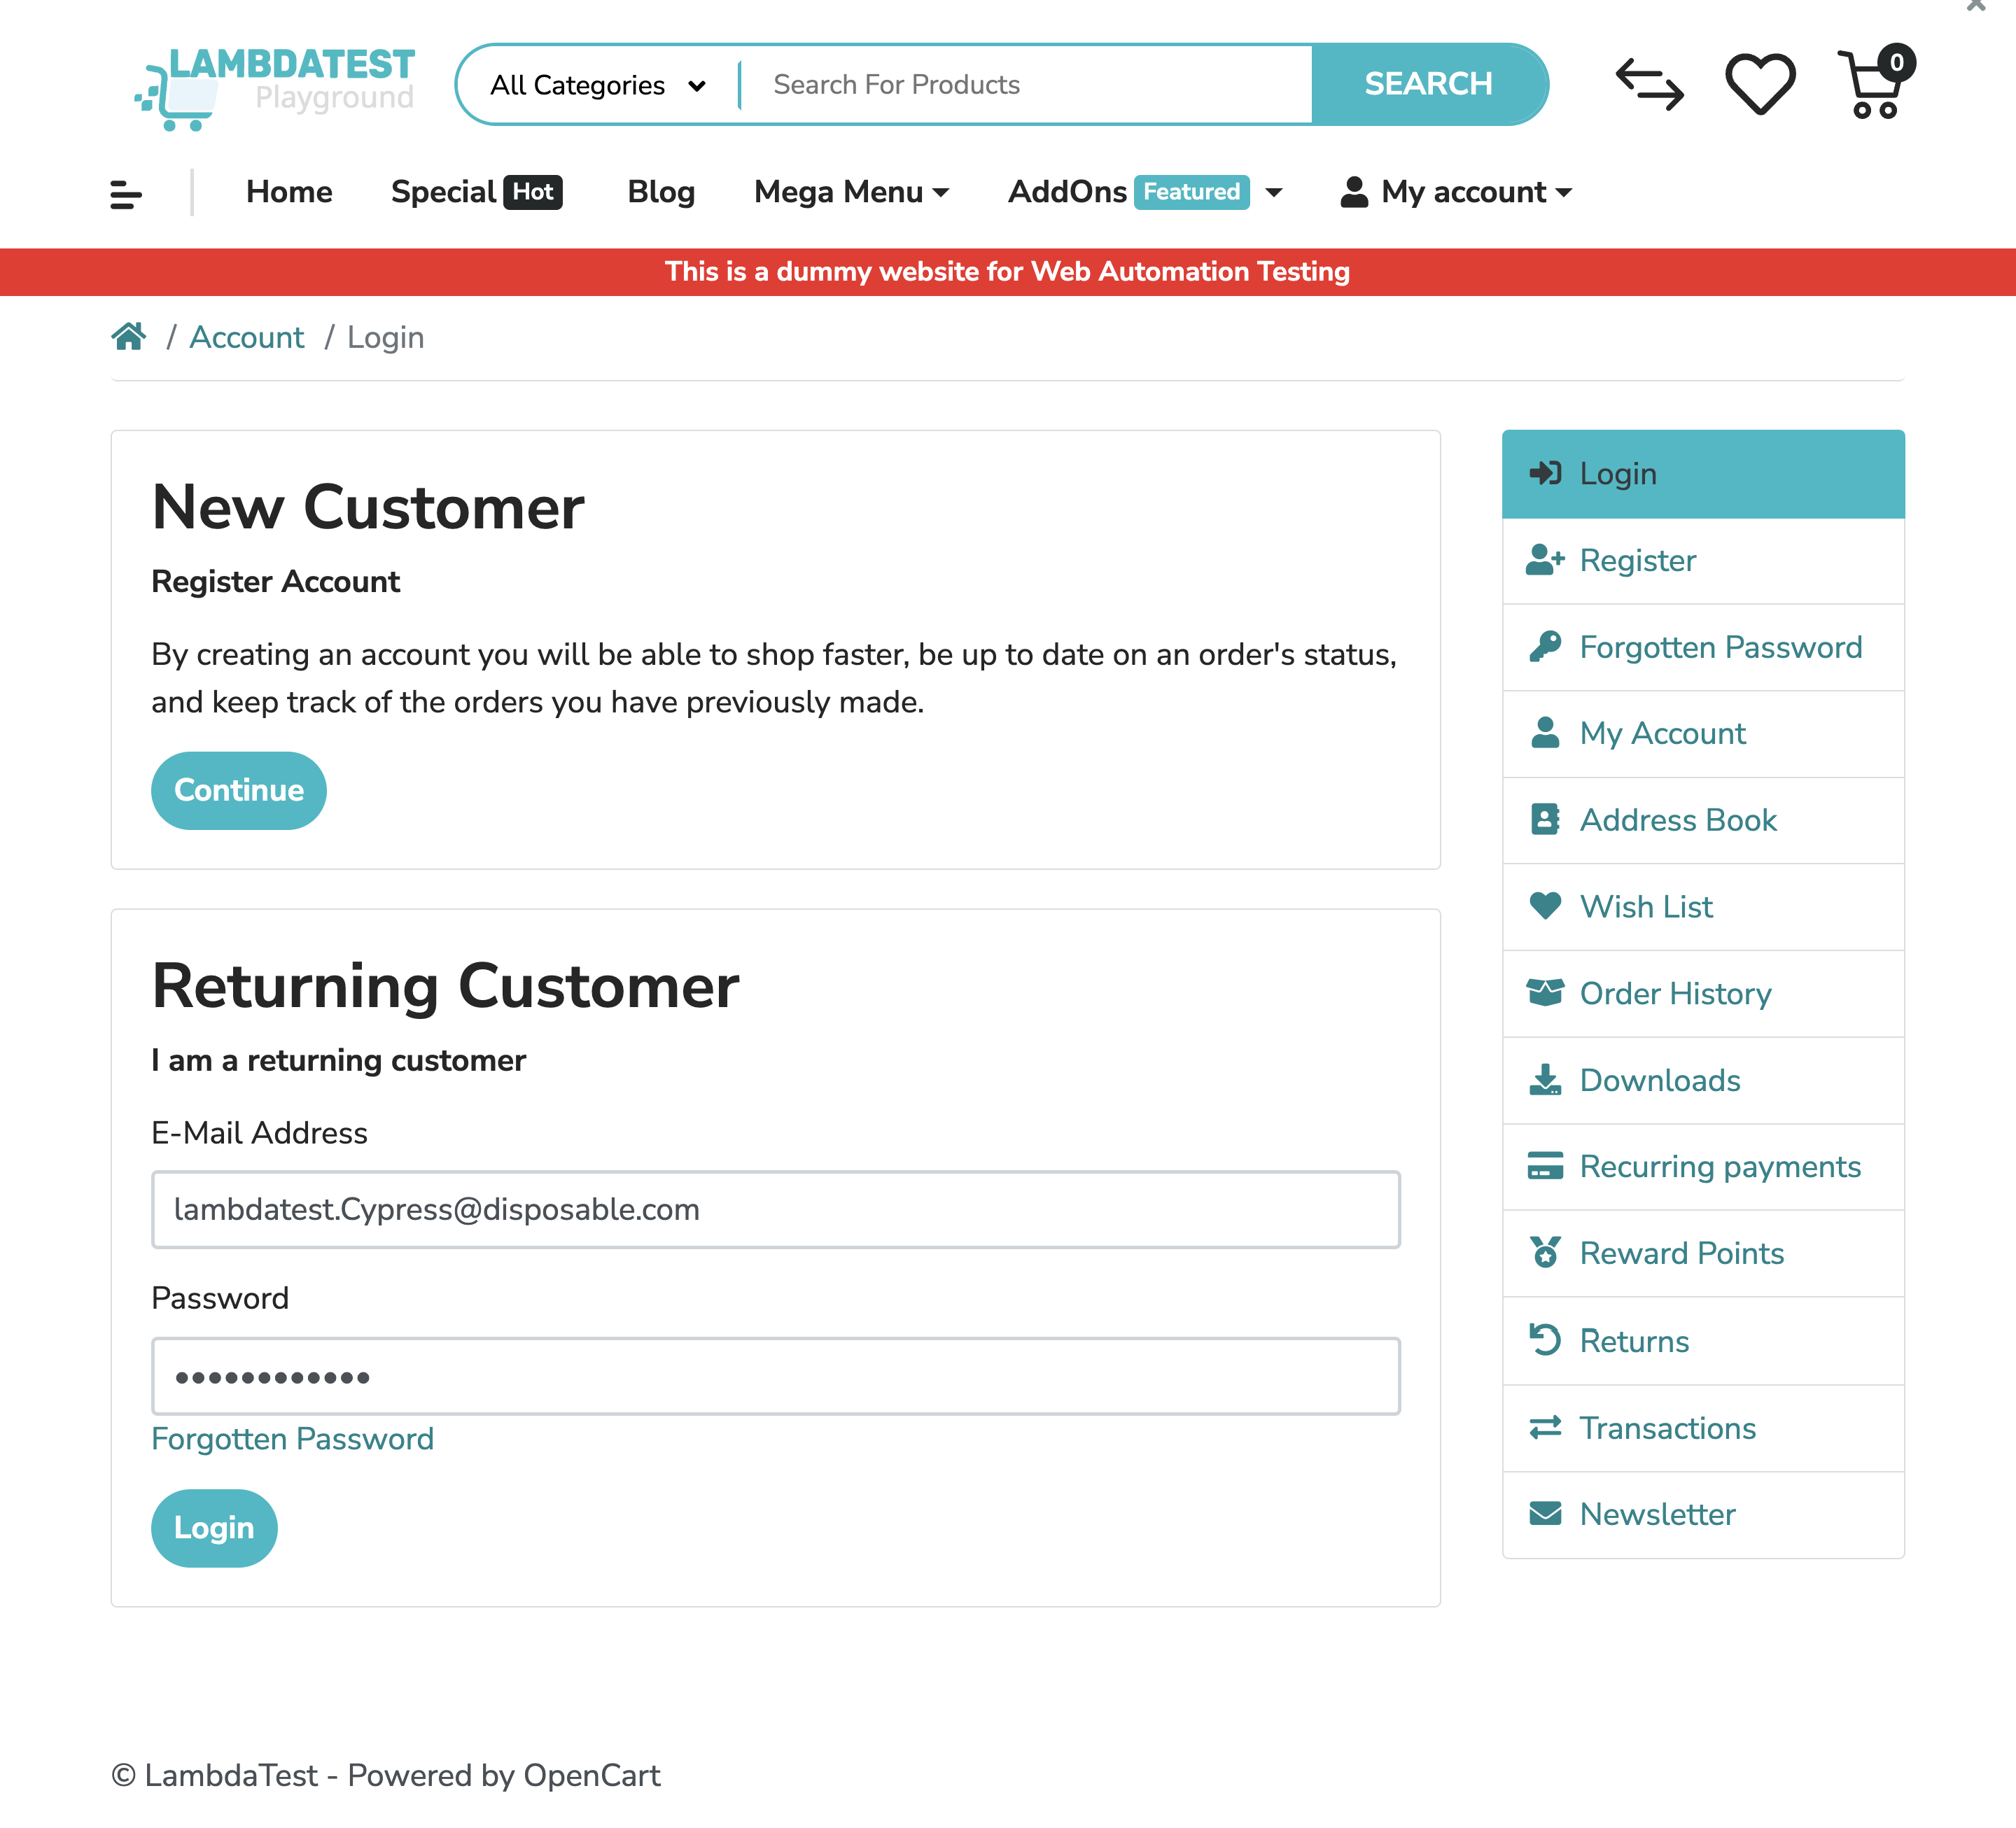 LAMBDATEST
Playground
All Categories
Search For Products
SEARCH
0
Home
Special Hot
Blog
Mega Menu
AddOns Featured
My account
This is a dummy website for Web Automation Testing
/ Account / Login
New Customer
Register Account
By creating an account you will be able to shop faster, be up to date on an order's status,
and keep track of the orders you have previously made.
Continue
Returning Customer
I am a returning customer
E-Mail Address
lambdatest.Cypress@disposable.com
Password
••••••••••••
Forgotten Password
Login
Login
Register
Forgotten Password
My Account
Address Book
Wish List
Order History
Downloads
Recurring payments
Reward Points
Returns
Transactions
Newsletter
© LambdaTest - Powered by OpenCart